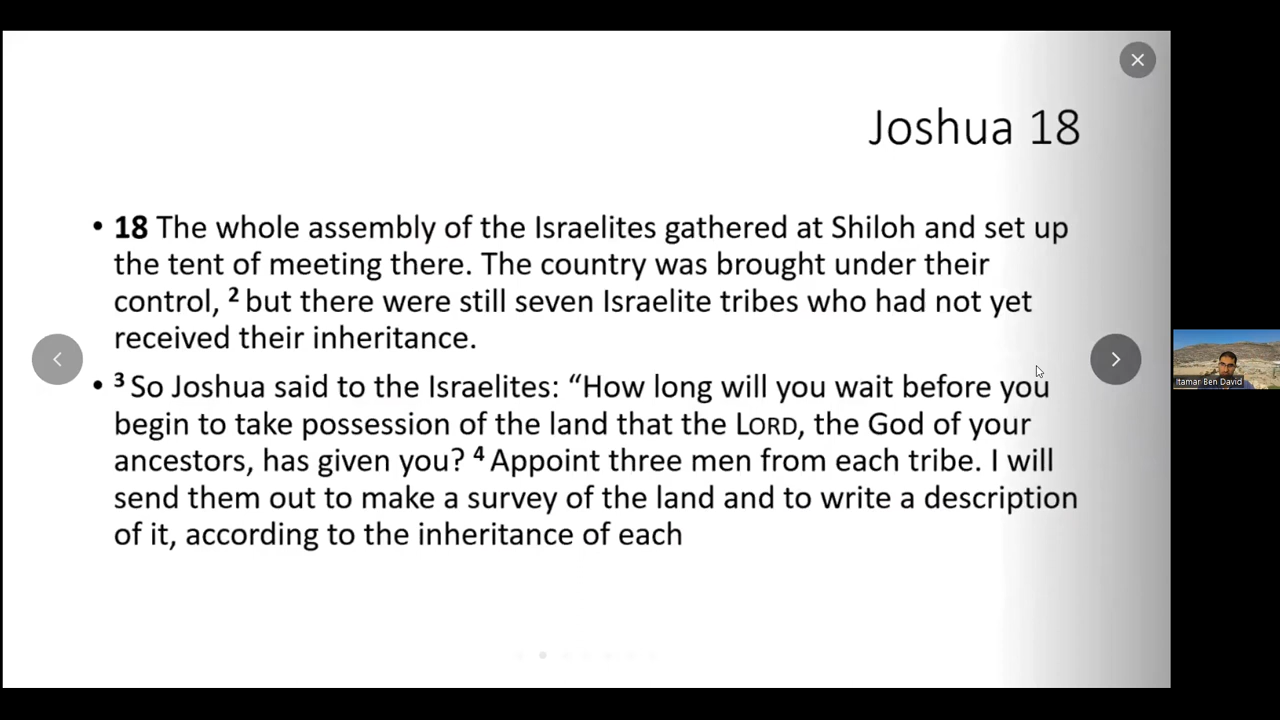 Joshua 18
• 18 The whole assembly of the Israelites gathered at Shiloh and set up
the tent of meeting there. The country was brought under their
control, 2 but there were still seven Israelite tribes who had not yet
received their inheritance.
• 3 So Joshua said to the Israelites: “How long will you wait before you
begin to take possession of the land that the LORD, the God of your
ancestors, has given you? 4 Appoint three men from each tribe. I will
send them out to make a survey of the land and to write a description
of it, according to the inheritance of each
Itamar Ben David